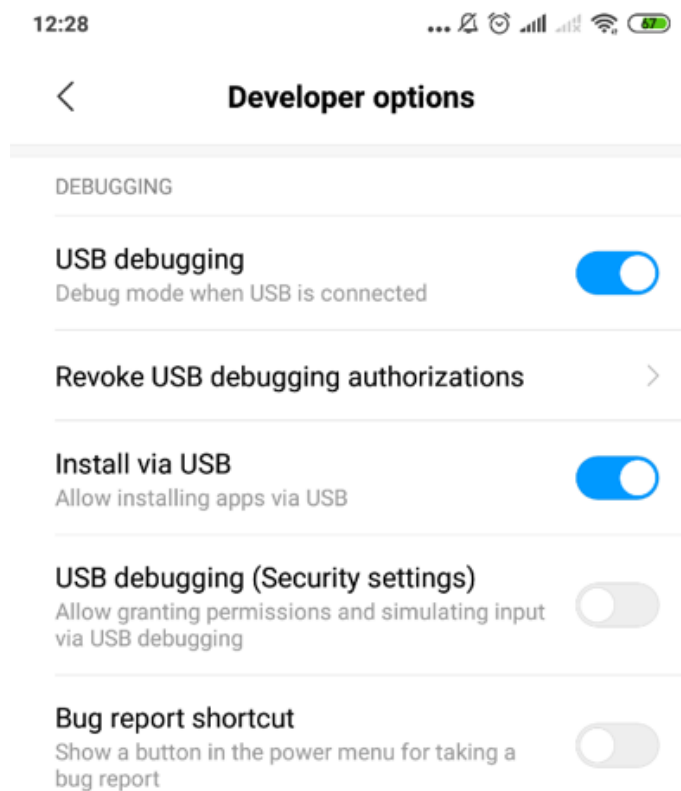 12:28
... 67
Developer options
DEBUGGING
USB debugging
Debug mode when USB is connected
Revoke USB debugging authorizations
Install via USB
Allow installing apps via USB
USB debugging (Security settings)
Allow granting permissions and simulating input
via USB debugging
Bug report shortcut
Show a button in the power menu for taking a
bug report